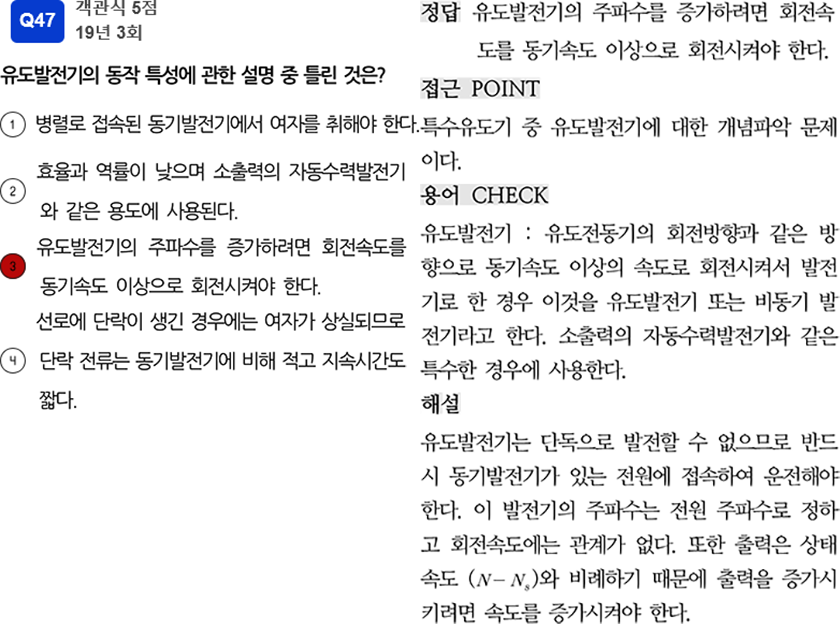 Q47
객관식 5점
19년 3회
유도발전기의 동작 특성에 관한 설명 중 틀린 것은?
1 병렬로 접속된 동기발전기에서 여자를 취해야 한다.
효율과 역률이 낮으며 소출력의 자동수력발전기
2
와 같은 용도에 사용된다.
유도발전기의 주파수를 증가하려면 회전속도를
3
동기속도 이상으로 회전시켜야 한다.
선로에 단락이 생긴 경우에는 여자가 상실되므로
4 단락 전류는 동기발전기에 비해 적고 지속시간도
짧다.
정답 유도발전기의 주파수를 증가하려면 회전속
도를 동기속도 이상으로 회전시켜야 한다.
접근 POINT
특수유도기 중 유도발전기에 대한 개념파악 문제
이다.
용어 CHECK
유도발전기 : 유도전동기의 회전방향과 같은 방
향으로 동기속도 이상의 속도로 회전시켜서 발전
기로 한 경우 이것을 유도발전기 또는 비동기 발
전기라고 한다. 소출력의 자동수력발전기와 같은
특수한 경우에 사용한다.
해설
유도발전기는 단독으로 발전할 수 없으므로 반드
시 동기발전기가 있는 전원에 접속하여 운전해야
한다. 이 발전기의 주파수는 전원 주파수로 정하
고 회전속도에는 관계가 없다. 또한 출력은 상태
속도 (N-Ns)와 비례하기 때문에 출력을 증가시
키려면 속도를 증가시켜야 한다.